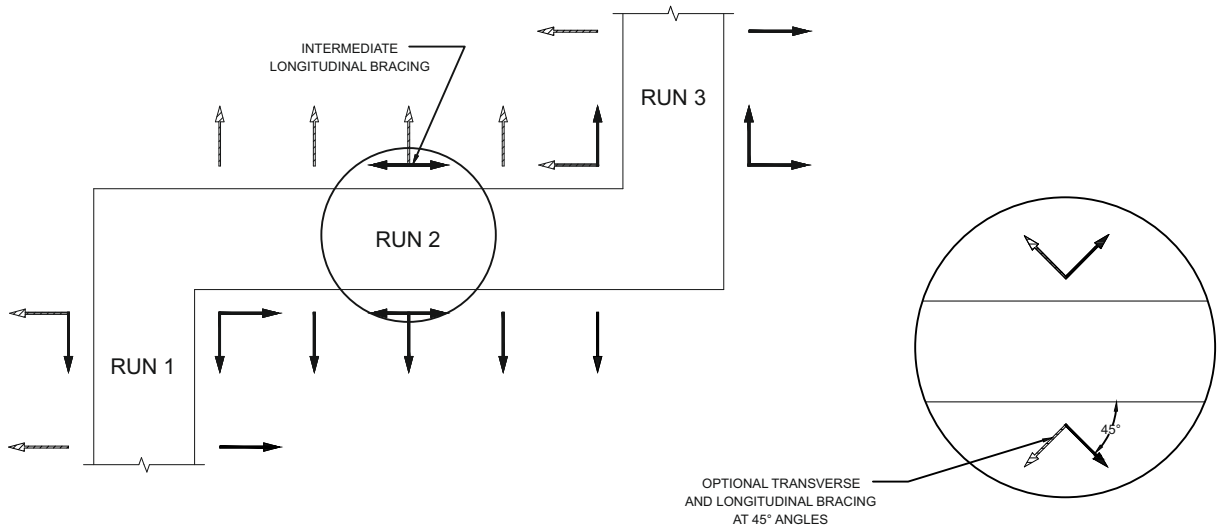 INTERMEDIATE
LONGITUDINAL BRACING
RUN 3
RUN 2
RUN 1
45°
OPTIONAL TRANSVERSE
AND LONGITUDINAL BRACING
AT 45° ANGLES